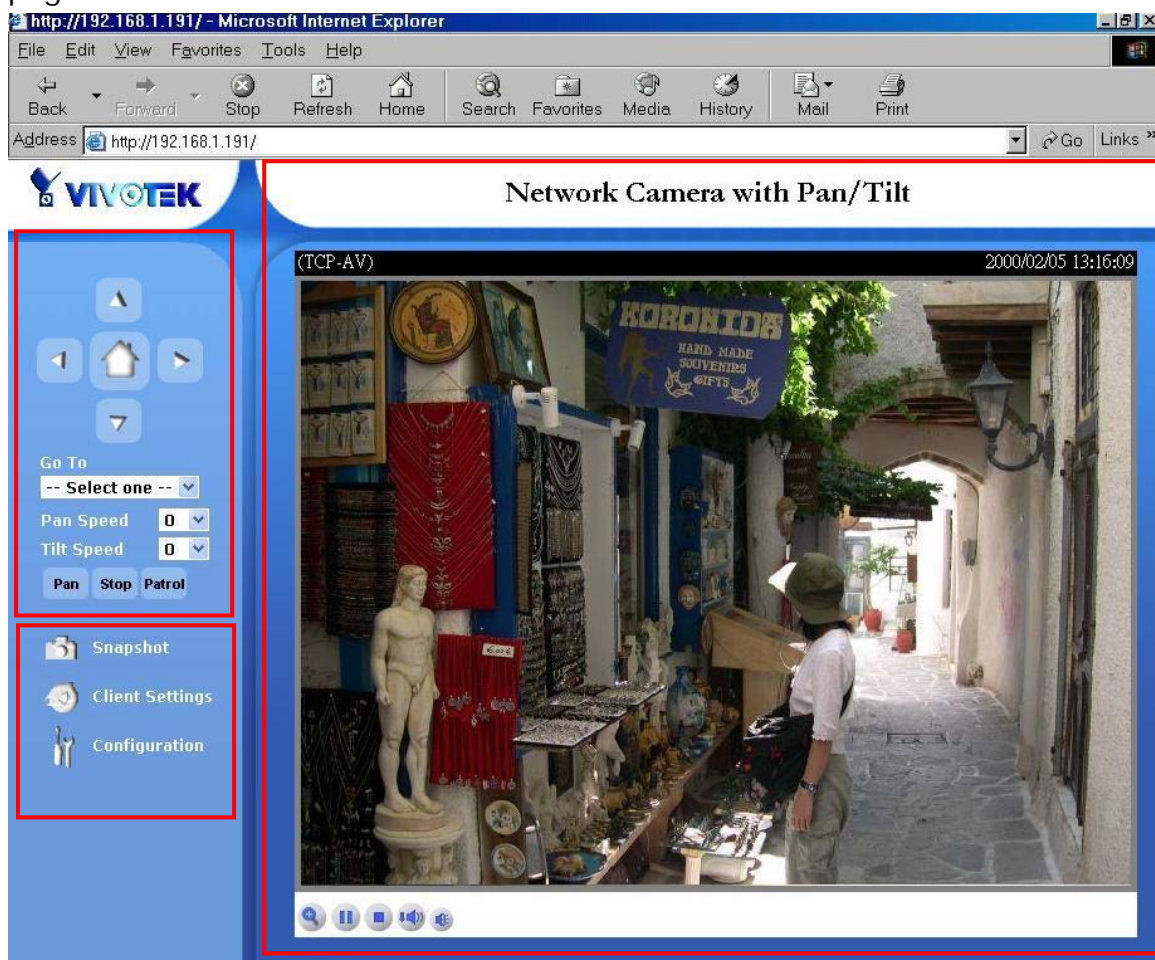 http://192.168.1.191/ - Microsoft Internet Explorer
File Edit View Favorites Tools Help
Back Forward Stop Refresh Home Search Favorites Media History Mail Print
Address http://192.168.1.191/ Go Links »
VIVOTEK
Network Camera with Pan/Tilt
(TCP-AV) 2000/02/05 13:16:09
KORONIDA
HAND MADE
SOUVENIRS
GIFTS
Go To
-- Select one --
Pan Speed 0
Tilt Speed 0
Pan Stop Patrol
Snapshot
Client Settings
Configuration